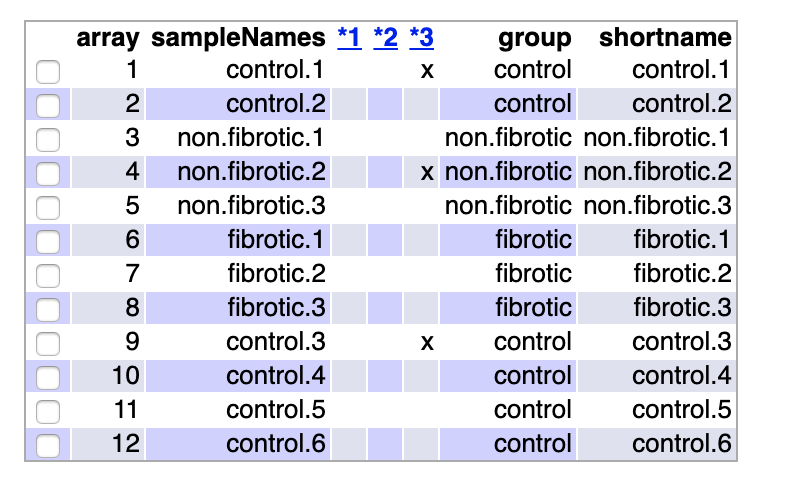 array sampleNames *1 *2 *3 group shortname
1 control.1 x control control.1
2 control.2 control control.2
3 non.fibrotic.1 non.fibrotic non.fibrotic.1
4 non.fibrotic.2 x non.fibrotic non.fibrotic.2
5 non.fibrotic.3 non.fibrotic non.fibrotic.3
6 fibrotic.1 fibrotic fibrotic.1
7 fibrotic.2 fibrotic fibrotic.2
8 fibrotic.3 fibrotic fibrotic.3
9 control.3 x control control.3
10 control.4 control control.4
11 control.5 control control.5
12 control.6 control control.6